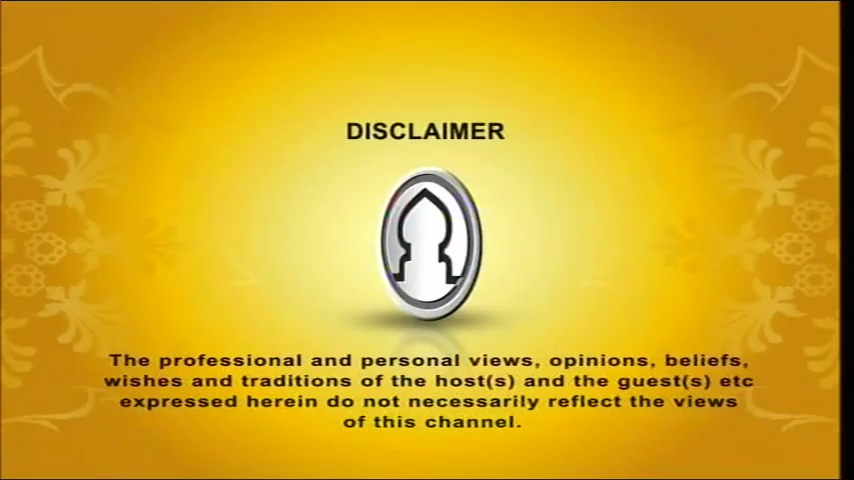 DISCLAIMER
The professional and personal views, opinions, beliefs,
wishes and traditions of the host(s) and the guest(s) etc
expressed herein do not necessarily reflect the views
of this channel.